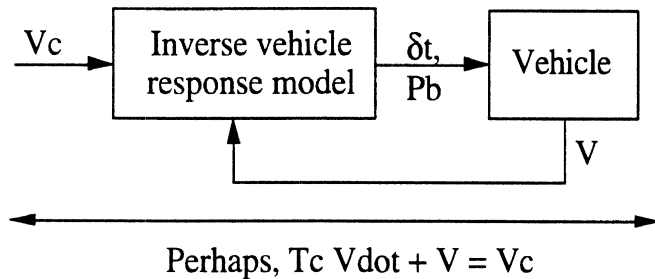 Vc
Inverse vehicle
response model
δt,
Pb
Vehicle
V
Perhaps, Tc Vdot + V = Vc